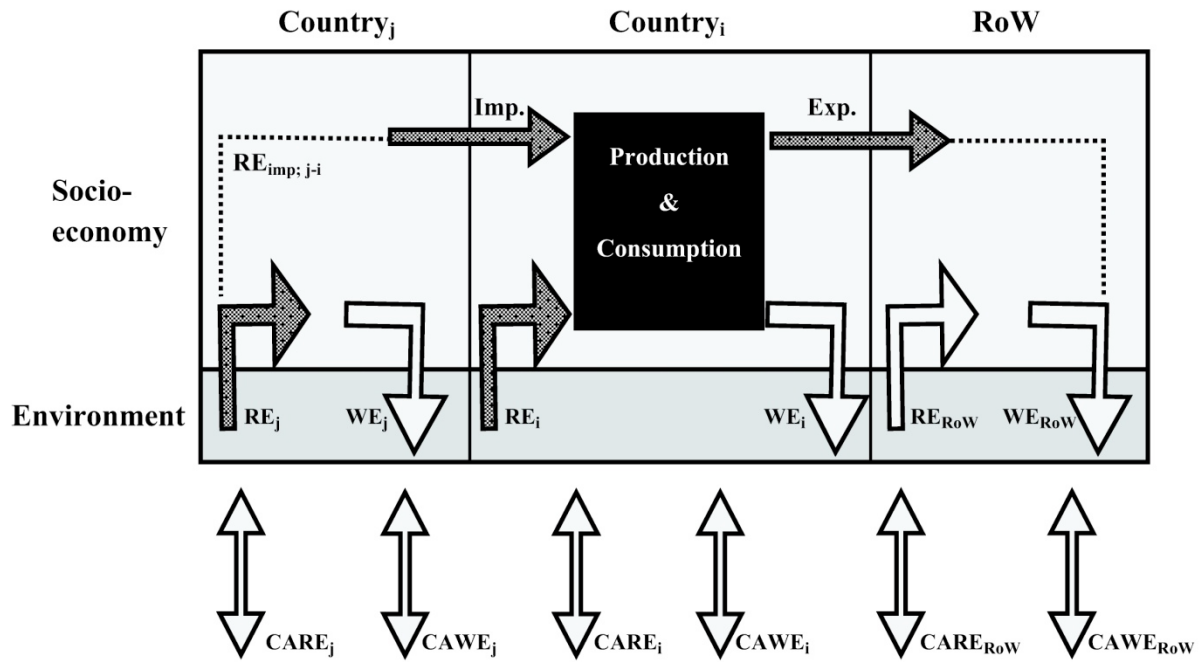 Country_j
Country_i
RoW
Imp.
Exp.
RE_imp; j-i
Production
&
Consumption
Socio-
economy
Environment
RE_j
WE_j
RE_i
WE_i
RE_RoW
WE_RoW
CARE_j
CAWE_j
CARE_i
CAWE_i
CARE_RoW
CAWE_RoW